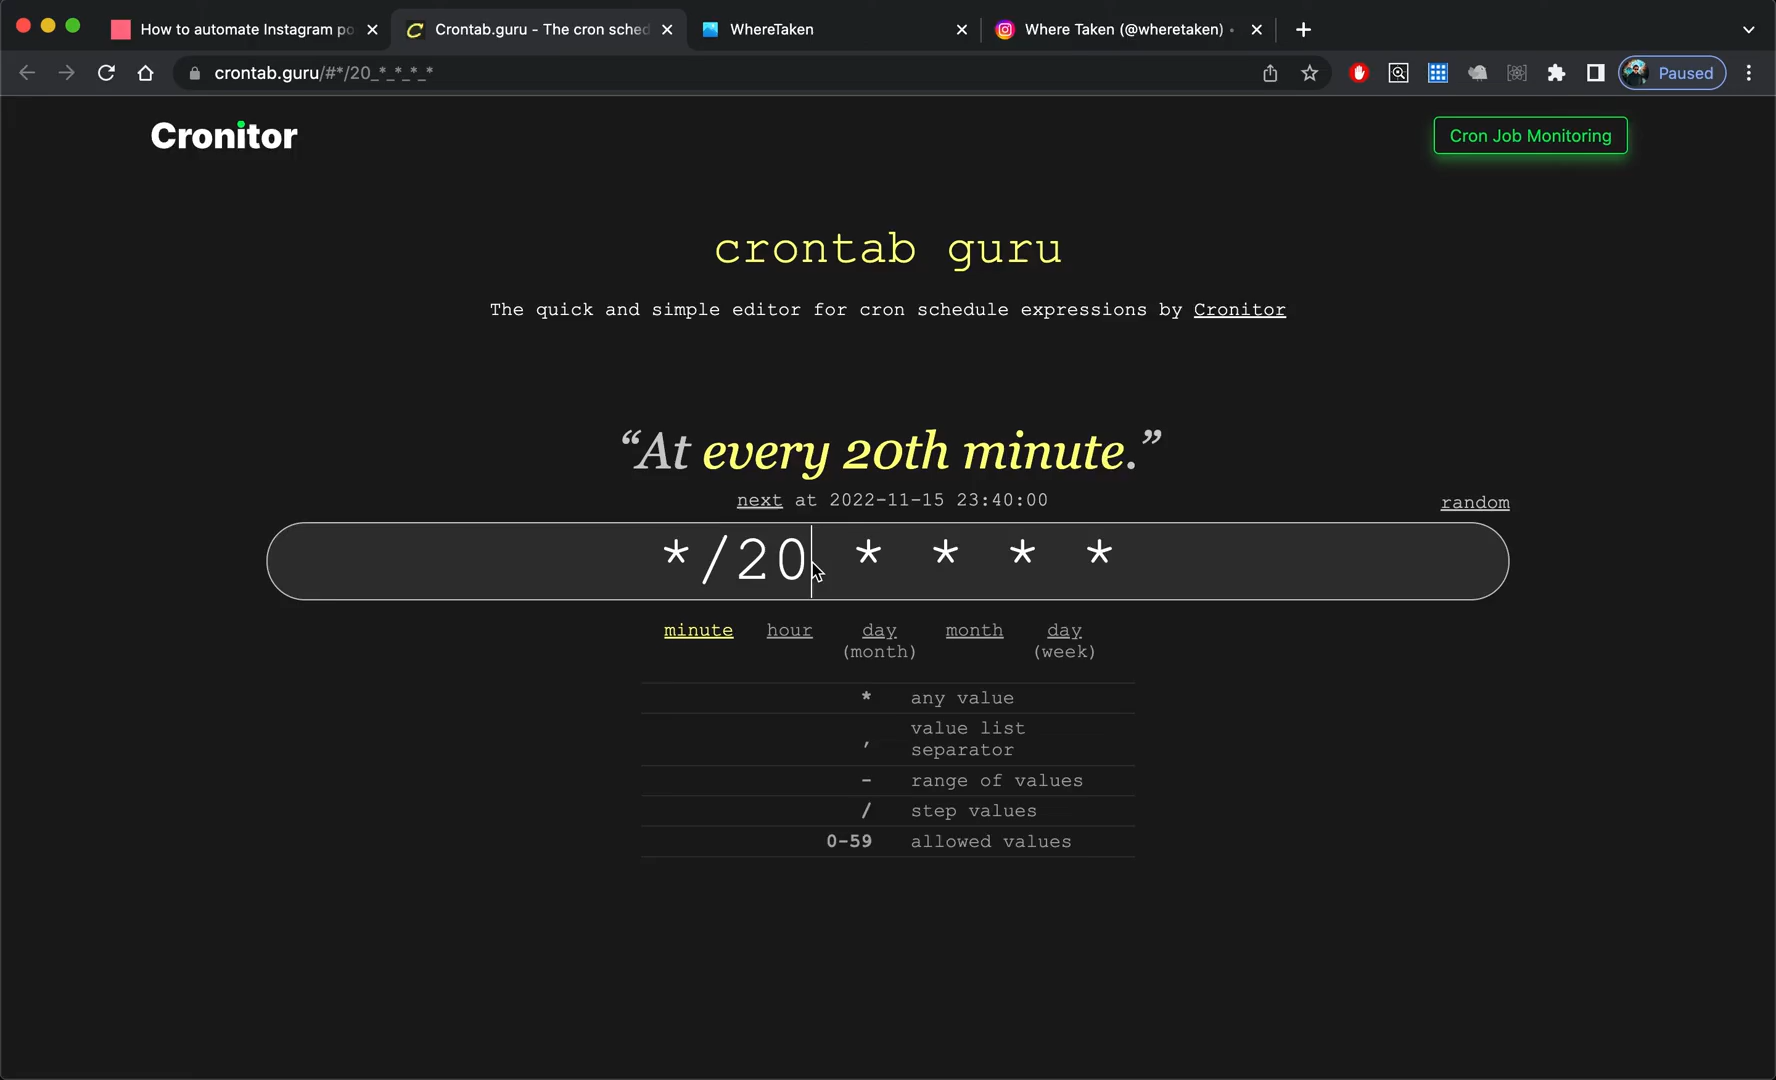 How to automate Instagram po
Crontab.guru - The cron sched
WhereTaken
Where Taken (@wheretaken) •
crontab.guru/#*/20_*_*_*_*
Paused
Cronitor
Cron Job Monitoring
crontab guru
The quick and simple editor for cron schedule expressions by Cronitor
“At every 20th minute.”
next at 2022-11-15 23:40:00
random
*/20 * * * *
minute hour day month day
(month) (week)
* any value
, value list
separator
- range of values
/ step values
0-59 allowed values